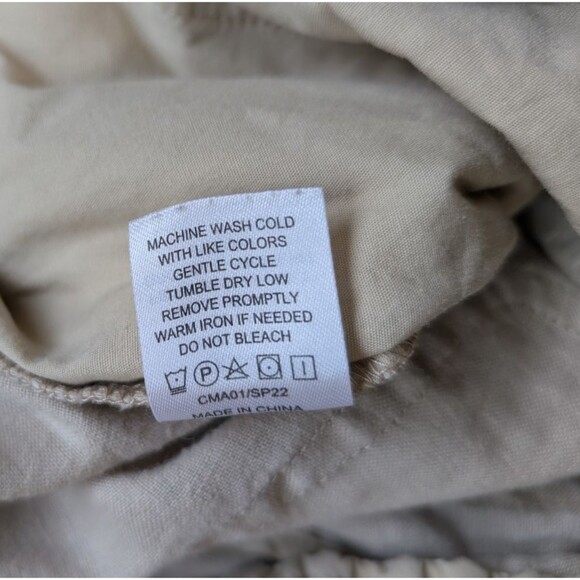 MACHINE WASH COLD
WITH LIKE COLORS
GENTLE CYCLE
TUMBLE DRY LOW
REMOVE PROMPTLY
WARM IRON IF NEEDED
DO NOT BLEACH
P
CMA01/SP22
MADE IN CHINA